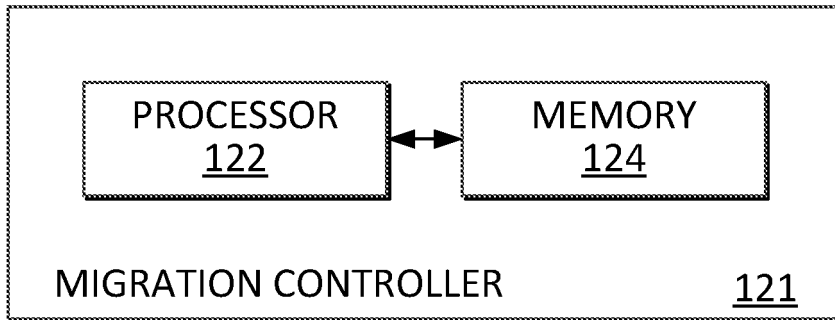 PROCESSOR
122
MEMORY
124
MIGRATION CONTROLLER
121